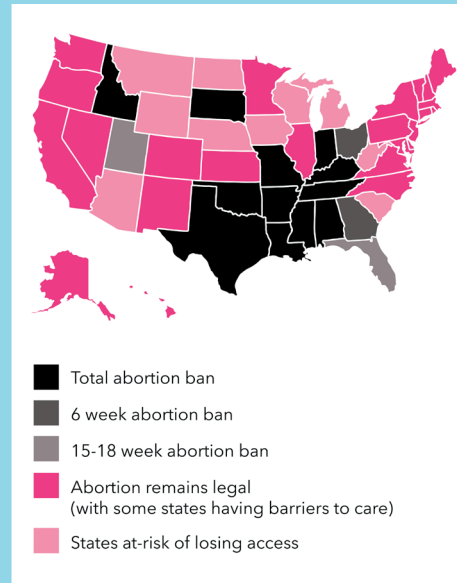 Total abortion ban
6 week abortion ban
15-18 week abortion ban
Abortion remains legal
(with some states having barriers to care)
States at-risk of losing access